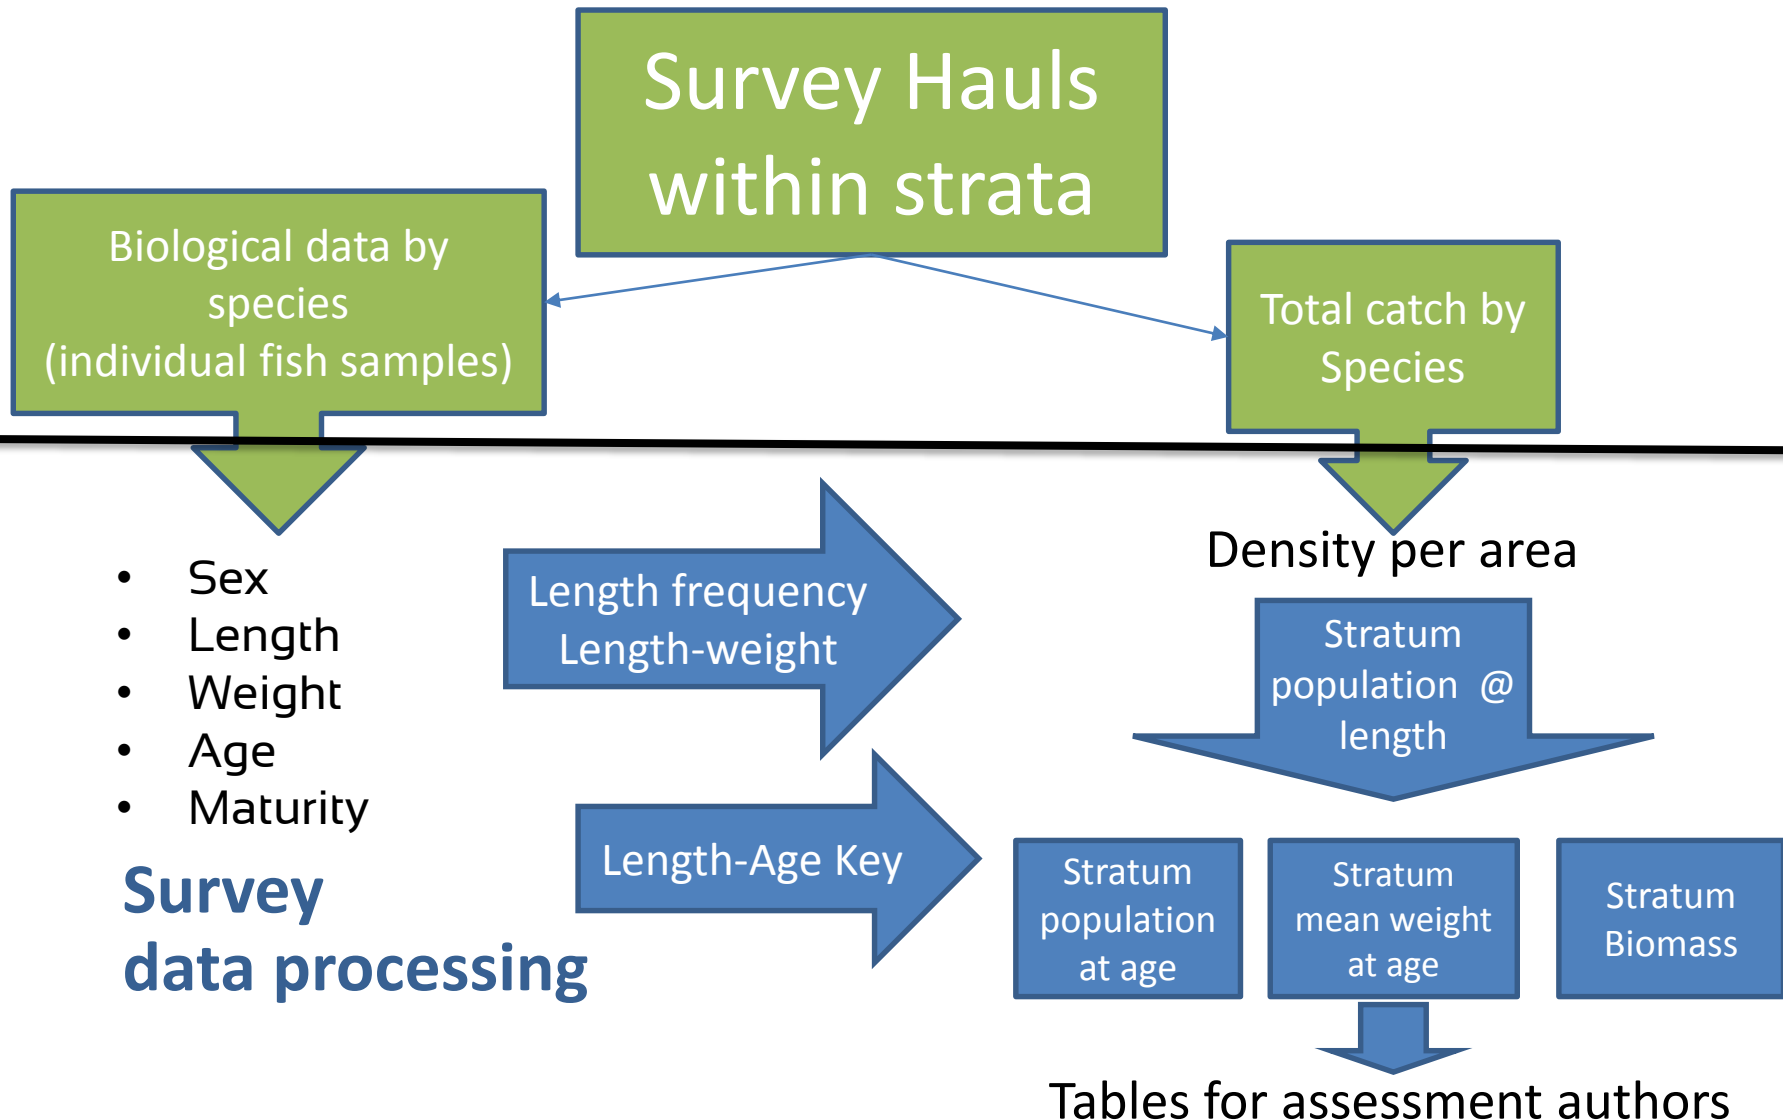 Survey Hauls
within strata
Biological data by
species
(individual fish samples)
Total catch by
Species
• Sex
• Length
• Weight
• Age
• Maturity
Survey
data processing
Length frequency
Length-weight
Length-Age Key
Density per area
Stratum
population @
length
Stratum
population
at age
Stratum
mean weight
at age
Stratum
Biomass
Tables for assessment authors